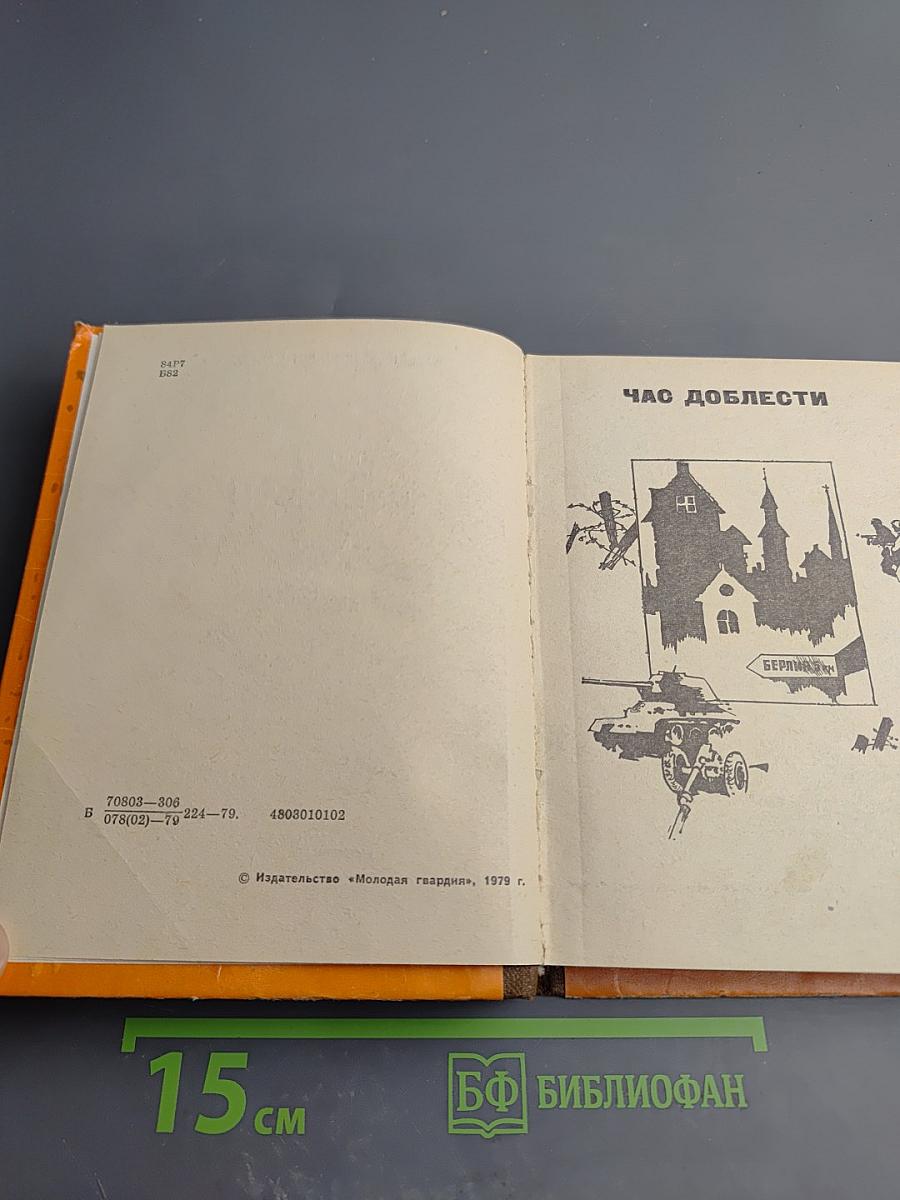 84Р7
Б82
Б 70803—306
078(02)—79 224—79. 4803010102
© Издательство «Молодая гвардия», 1979 г.
ЧАС ДОБЛЕСТИ
БЕРЛИН
15 см
БФ БИБЛИОФАН